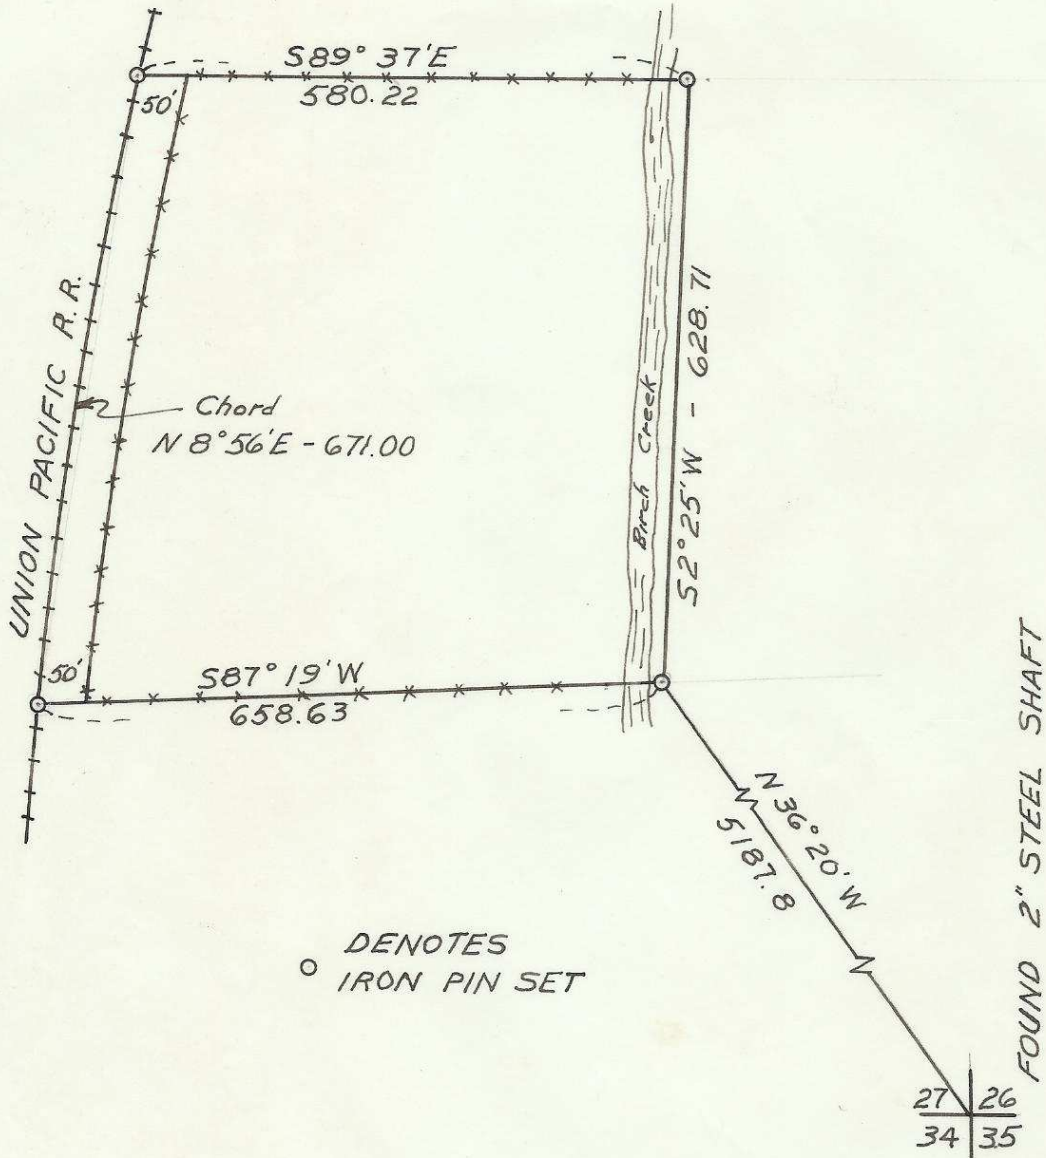 S89° 37'E
580.22
50'
UNION PACIFIC R.R.
Chord
N 8°56'E - 671.00
Birch Creek
S2°25'W - 628.71
50'
S87° 19'W
658.63
N 36°20'W
5187.8
FOUND 2" STEEL SHAFT
DENOTES
IRON PIN SET
27 26
34 35